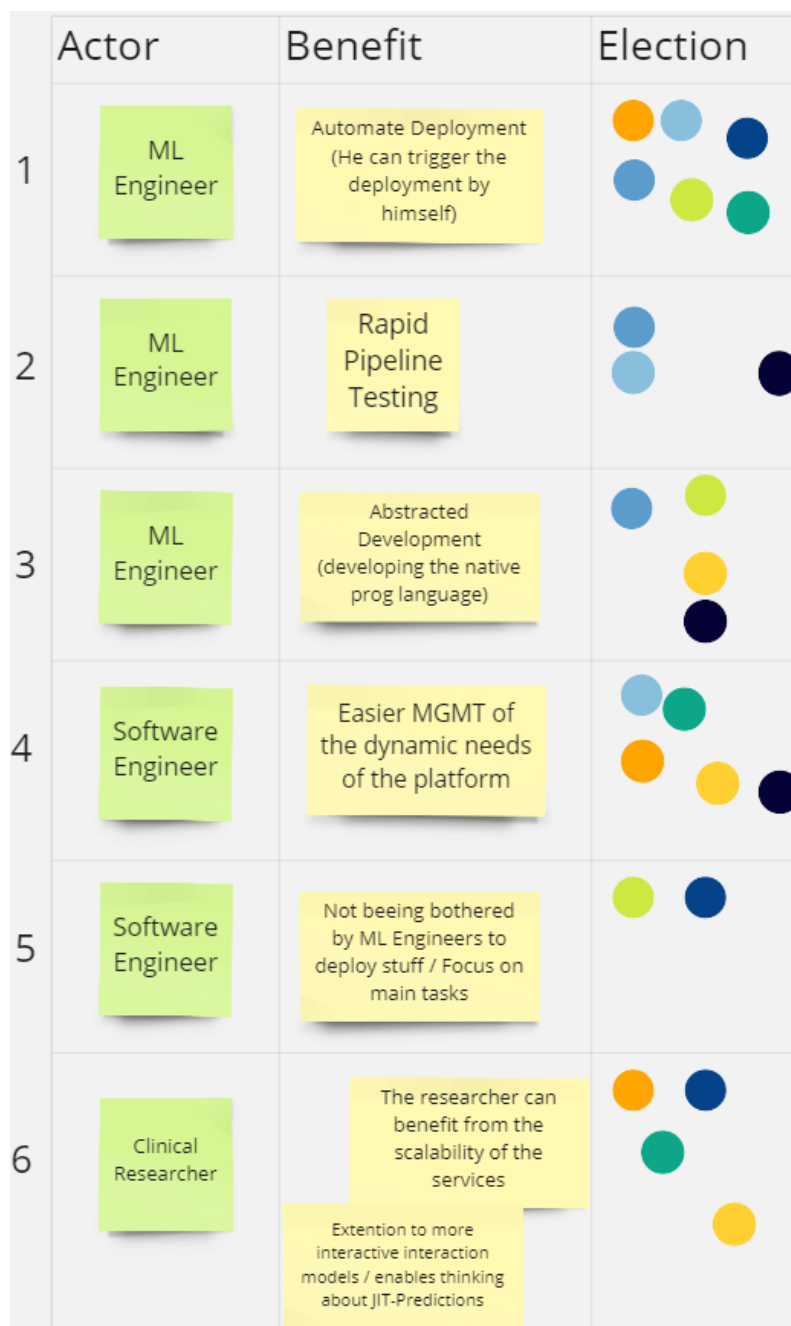 Actor Benefit Election
1
ML
Engineer
Automate Deployment
(He can trigger the
deployment by
himself)
2
ML
Engineer
Rapid
Pipeline
Testing
3
ML
Engineer
Abstracted
Development
(developing the native
prog language)
4
Software
Engineer
Easier MGMT of
the dynamic needs
of the platform
5
Software
Engineer
Not beeing bothered
by ML Engineers to
deploy stuff / Focus on
main tasks
6
Clinical
Researcher
The researcher can
benefit from the
scalability of the
services
Extention to more
interactive interaction
models / enables thinking
about JIT-Predictions